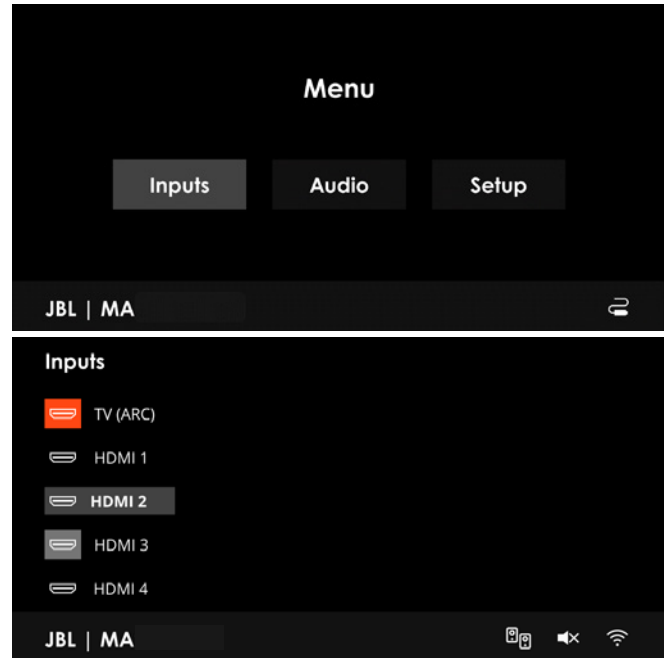 Menu
Inputs Audio Setup
JBL | MA
Inputs
TV (ARC)
HDMI 1
HDMI 2
HDMI 3
HDMI 4
JBL | MA